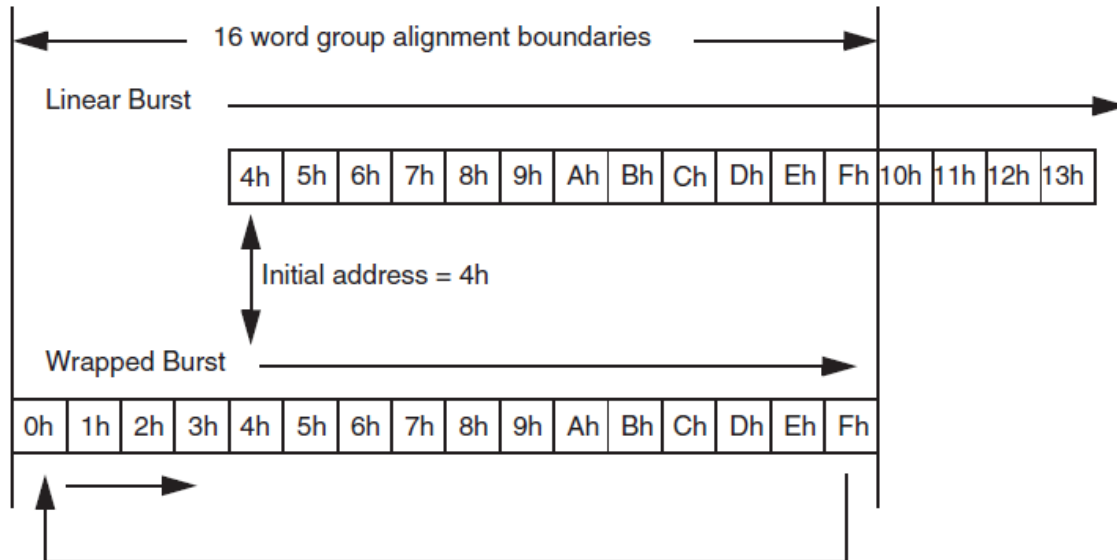 16 word group alignment boundaries
Linear Burst
4h 5h 6h 7h 8h 9h Ah Bh Ch Dh Eh Fh 10h 11h 12h 13h
Initial address = 4h
Wrapped Burst
0h 1h 2h 3h 4h 5h 6h 7h 8h 9h Ah Bh Ch Dh Eh Fh